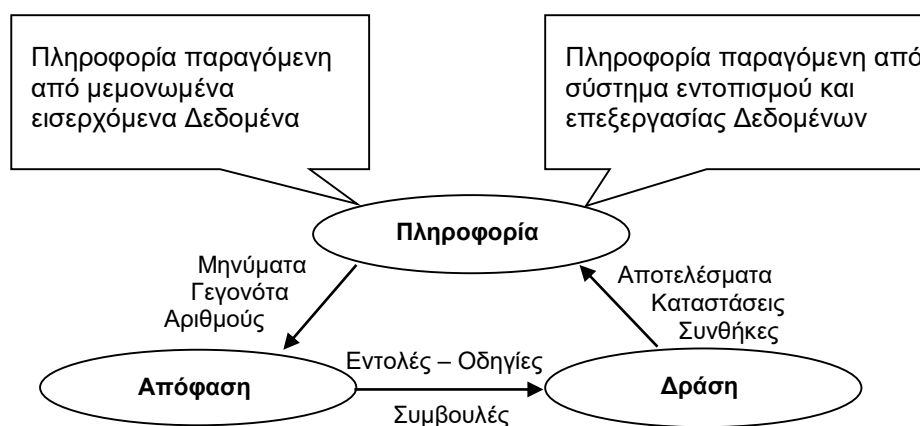 Πληροφορία παραγόμενη
από μεμονωμένα
εισερχόμενα Δεδομένα
Πληροφορία παραγόμενη από
σύστημα εντοπισμού και
επεξεργασίας Δεδομένων
Πληροφορία
Μηνύματα
Γεγονότα
Αριθμούς
Αποτελέσματα
Καταστάσεις
Συνθήκες
Απόφαση
Εντολές – Οδηγίες
Συμβουλές
Δράση